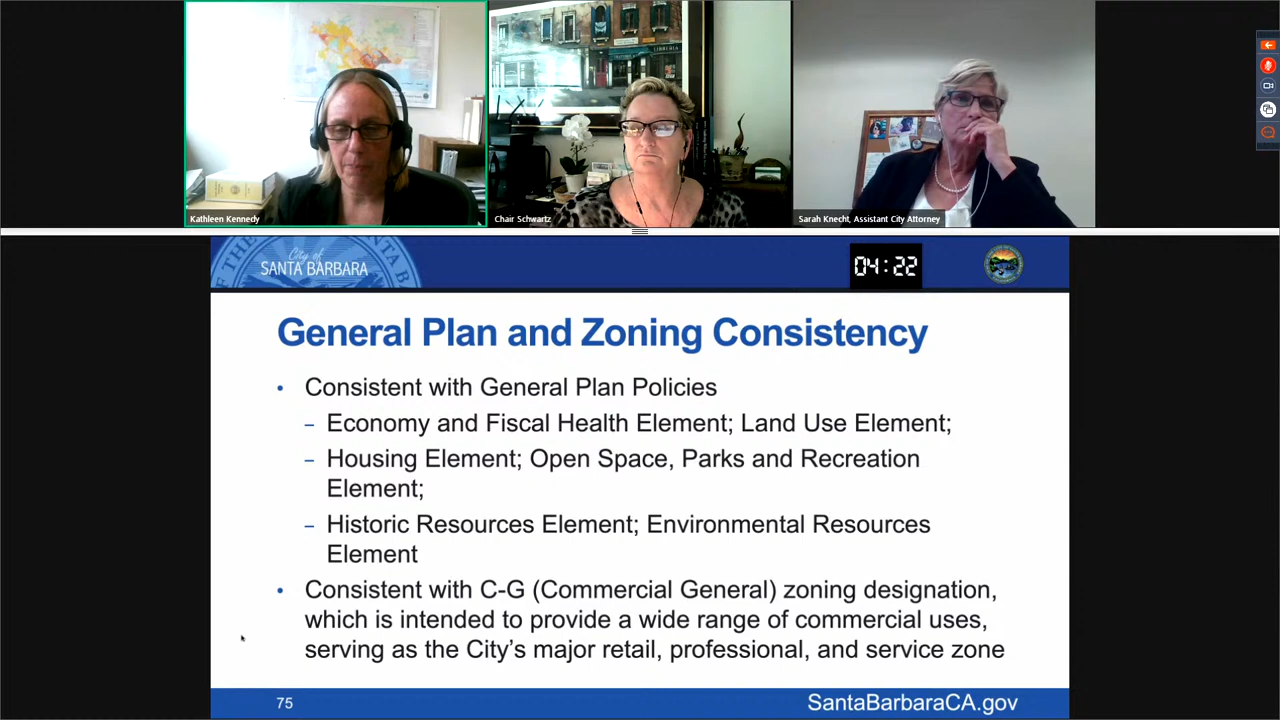 LIBRERIA
Kathleen Kennedy
Chair Schwartz
Sarah Knecht, Assistant City Attorney
City of
SANTA BARBARA
04:22
General Plan and Zoning Consistency
• Consistent with General Plan Policies
– Economy and Fiscal Health Element; Land Use Element;
– Housing Element; Open Space, Parks and Recreation
Element;
– Historic Resources Element; Environmental Resources
Element
• Consistent with C-G (Commercial General) zoning designation,
which is intended to provide a wide range of commercial uses,
serving as the City's major retail, professional, and service zone
75
SantaBarbaraCA.gov